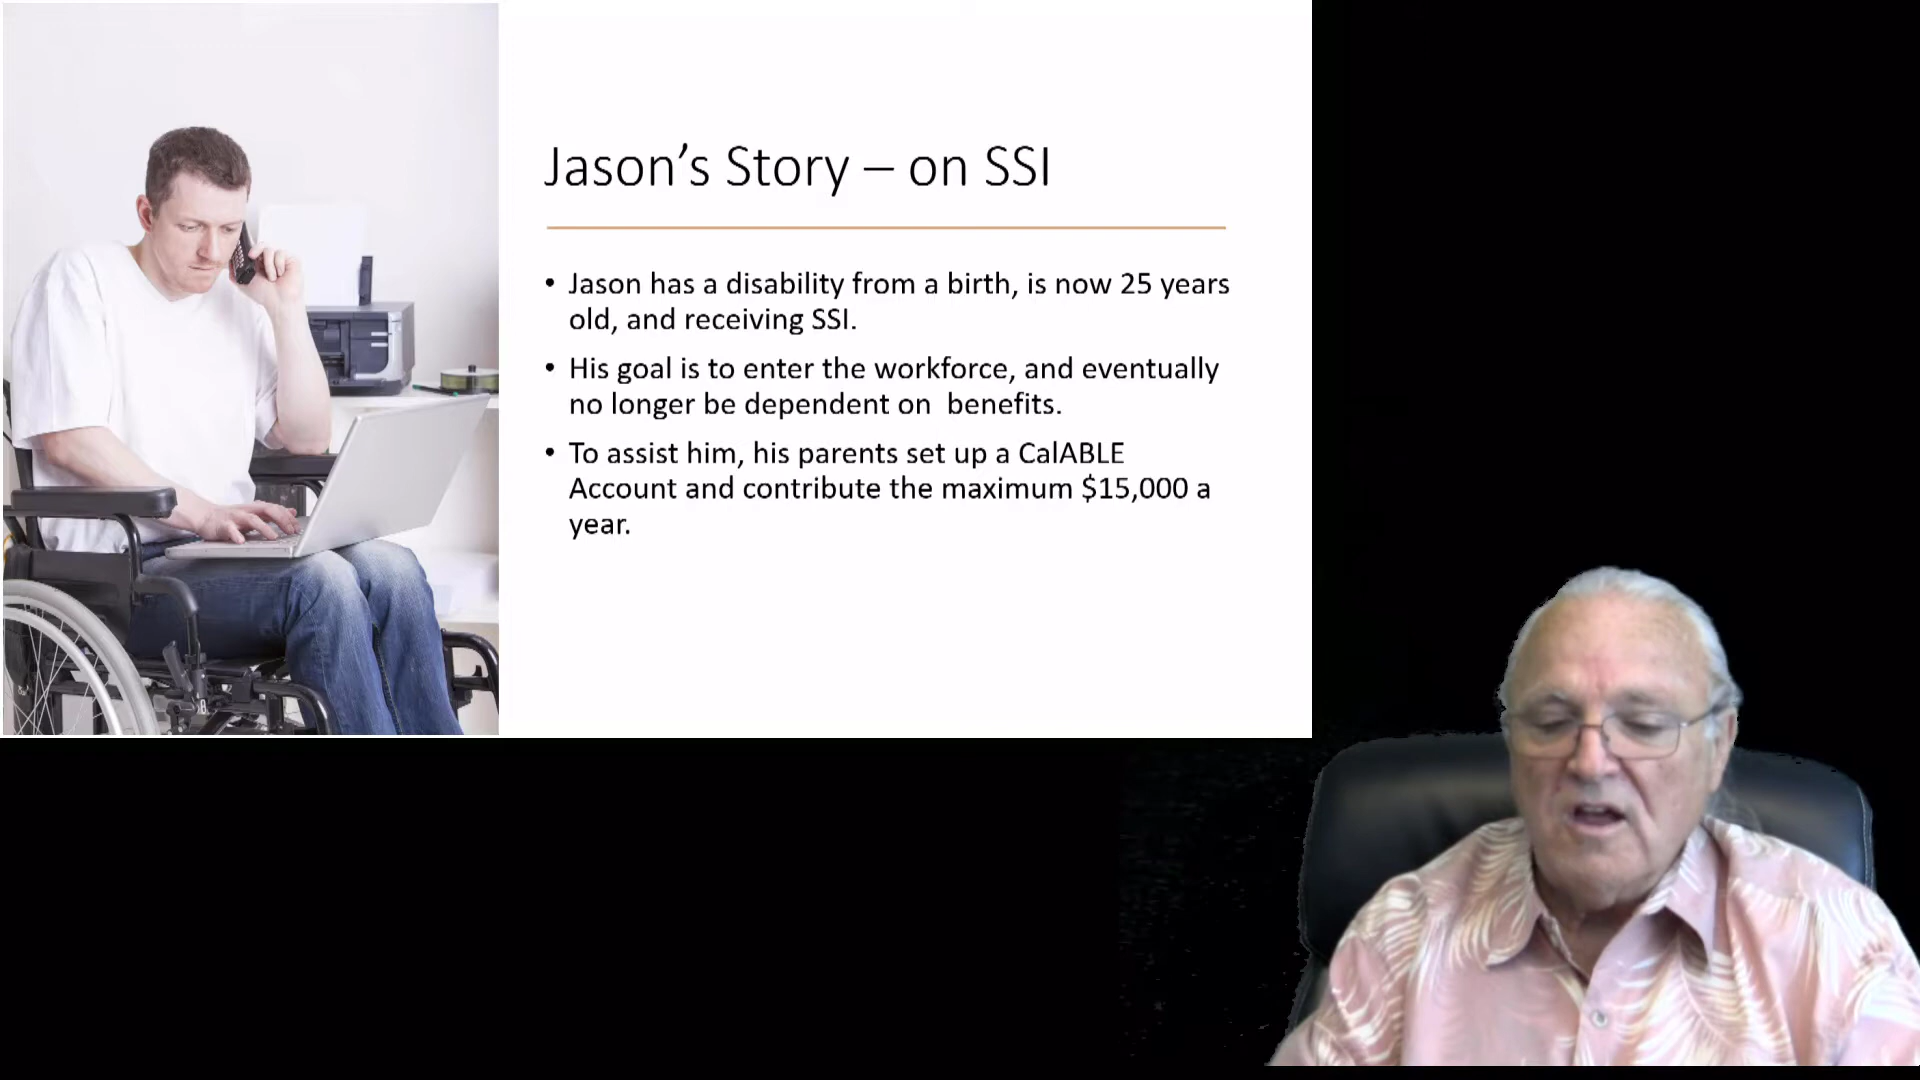 Jason’s Story – on SSI
• Jason has a disability from a birth, is now 25 years
old, and receiving SSI.
• His goal is to enter the workforce, and eventually
no longer be dependent on  benefits.
• To assist him, his parents set up a CalABLE
Account and contribute the maximum $15,000 a
year.